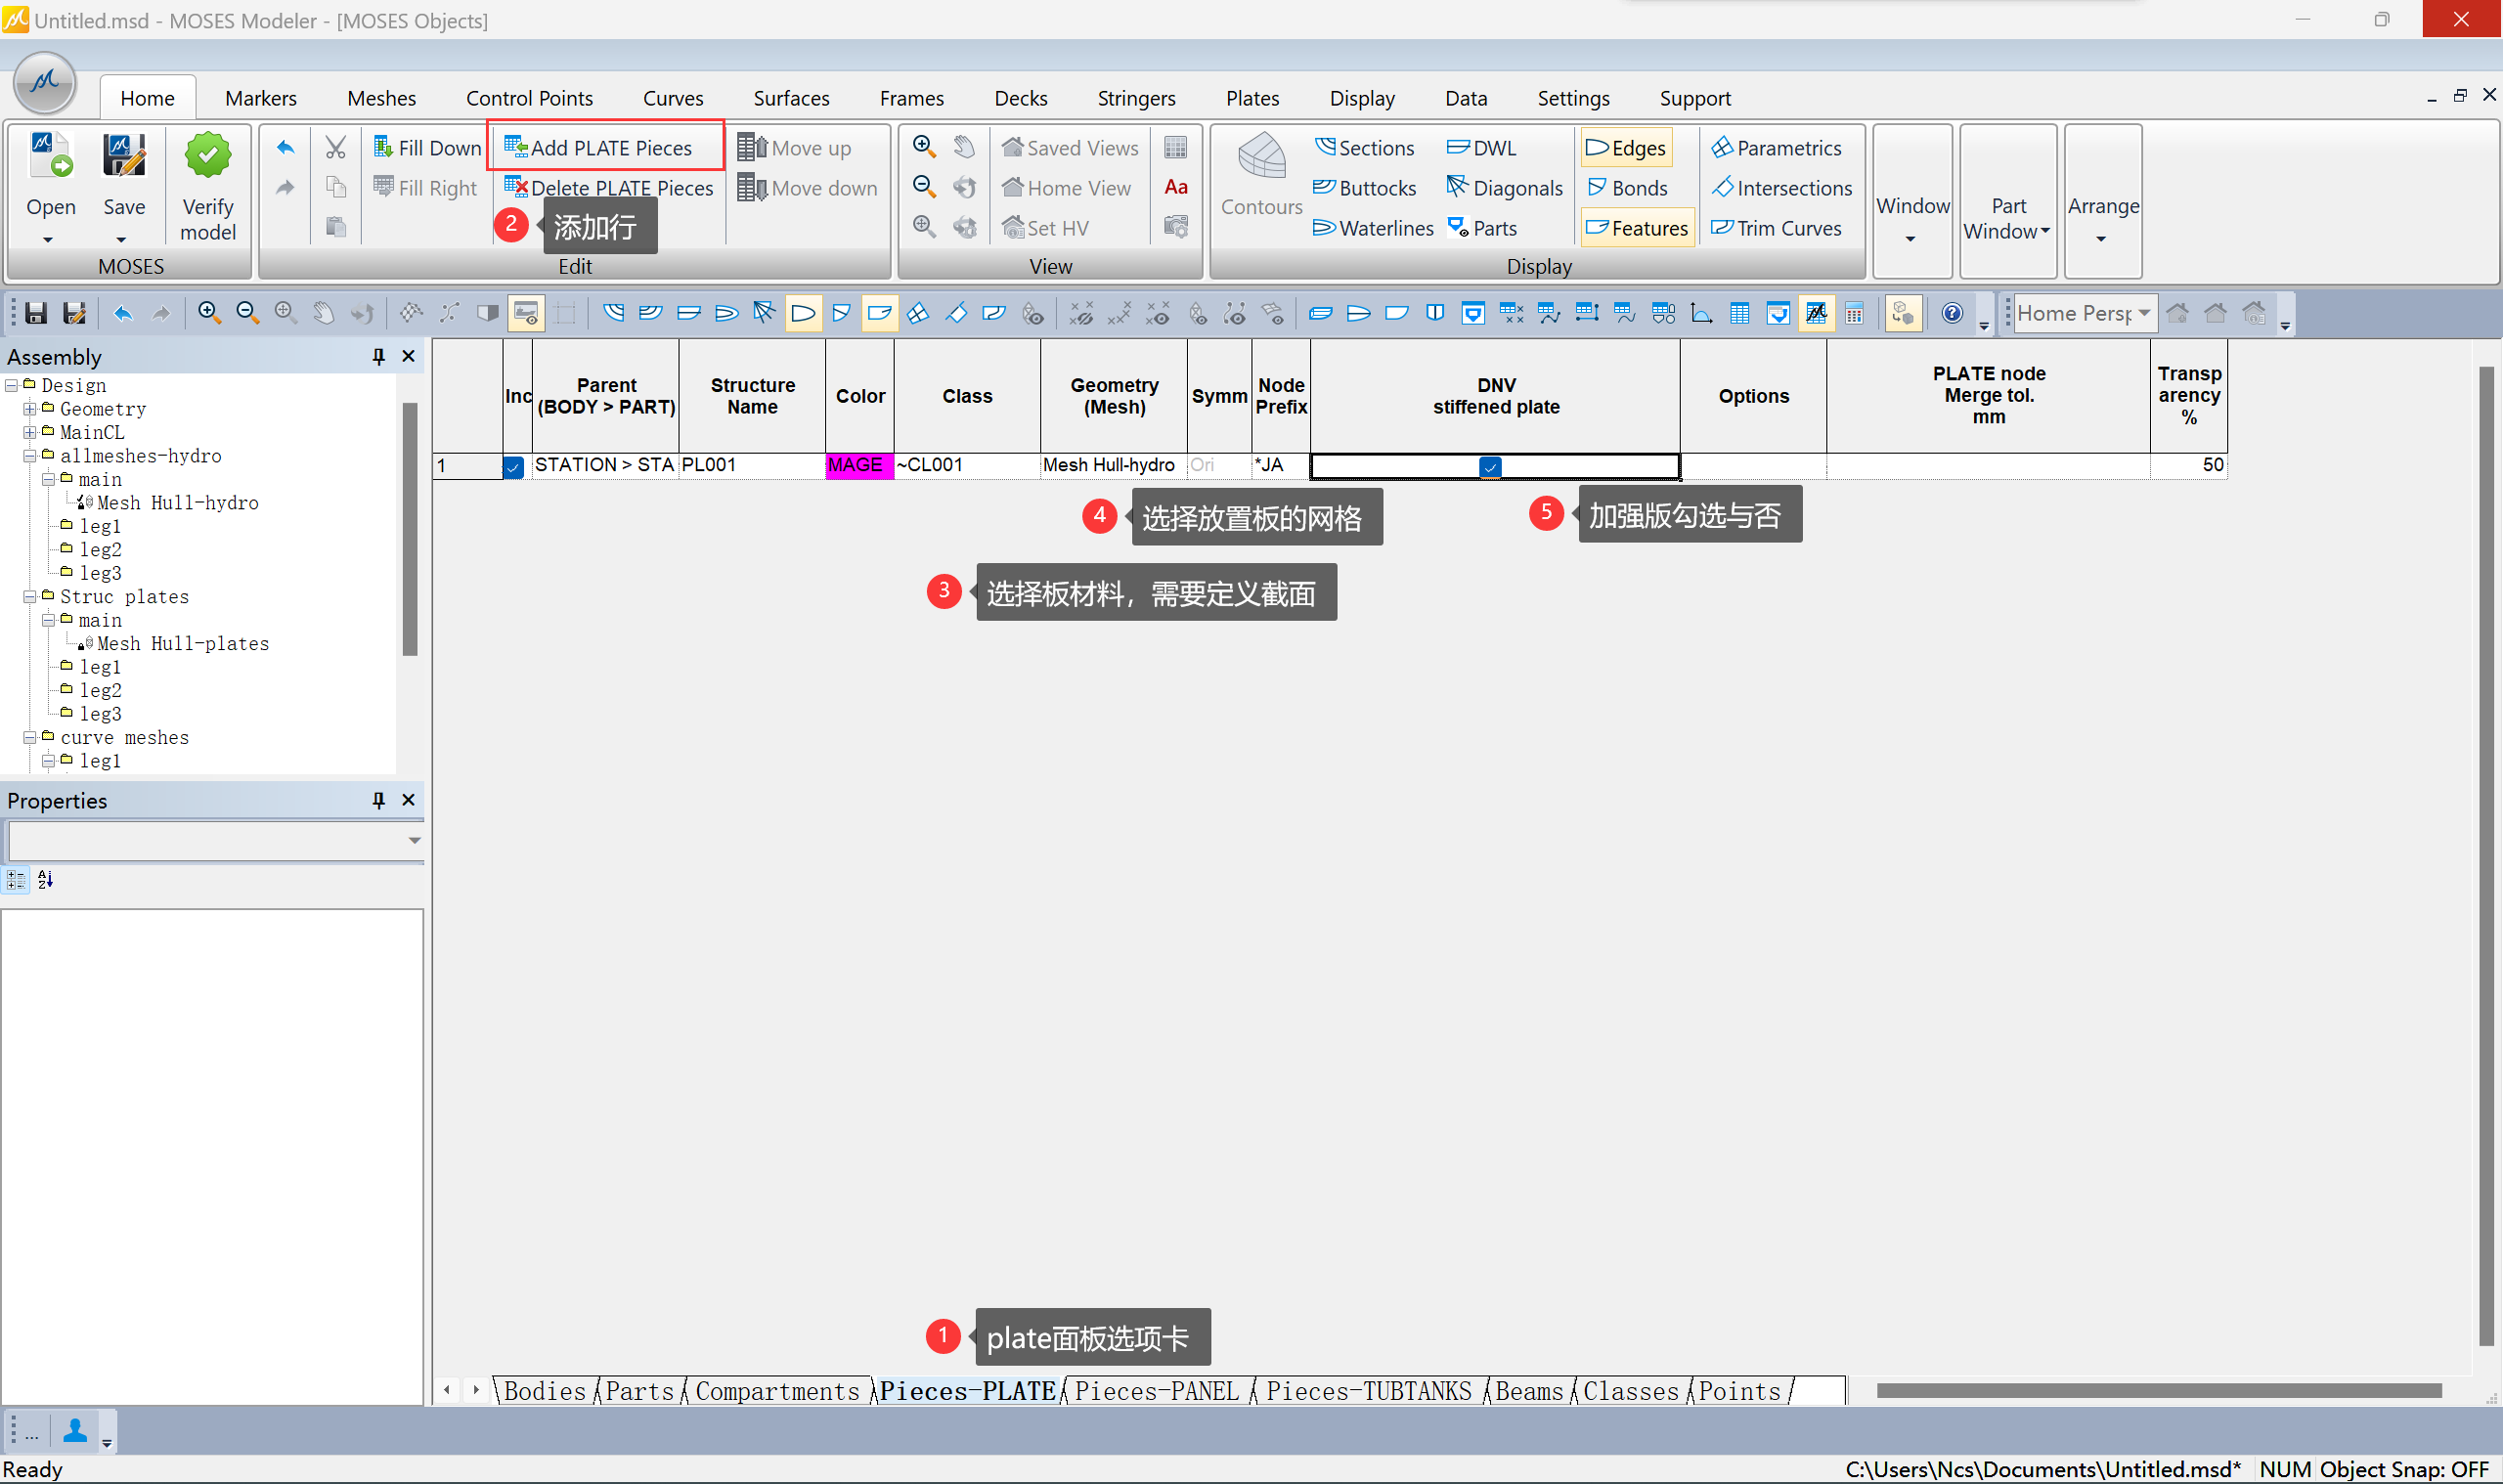 Untitled.msd - MOSES Modeler - [MOSES Objects]
Home Markers Meshes Control Points Curves Surfaces Frames Decks Stringers Plates Display Data Settings Support
Open
Save
Verify
model
MOSES
Fill Down
Fill Right
Add PLATE Pieces
Delete PLATE Pieces
Move up
Move down
2
添加行
Edit
Saved Views
Home View
Set HV
Aa
View
Contours
Sections
Buttocks
Waterlines
DWL
Diagonals
Parts
Edges
Bonds
Features
Parametrics
Intersections
Trim Curves
Display
Window
Part
Window
Arrange
Home Persp
Assembly
Design
Geometry
MainCL
allmeshes-hydro
main
Mesh Hull-hydro
leg1
leg2
leg3
Struc plates
main
Mesh Hull-plates
leg1
leg2
leg3
curve meshes
leg1
Properties
Inc
Parent
(BODY > PART)
Structure
Name
Color
Class
Geometry
(Mesh)
Symm
Node
Prefix
DNV
stiffened plate
Options
PLATE node
Merge tol.
mm
Transp
arency
%
1 STATION > STA PL001 MAGE ~CL001 Mesh Hull-hydro Ori *JA 50
4
选择放置板的网格
5
加强版勾选与否
3
选择板材料，需要定义截面
1
plate面板选项卡
Bodies Parts Compartments Pieces-PLATE Pieces-PANEL Pieces-TUBTANKS Beams Classes Points
...
Ready
C:\Users\Ncs\Documents\Untitled.msd* NUM Object Snap: OFF